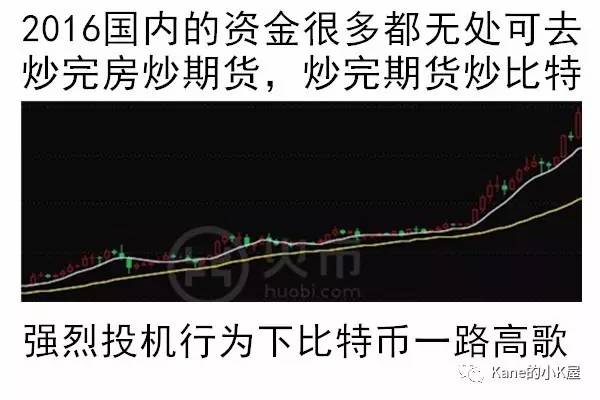 2016国内的资金很多都无处可去
炒完房炒期货，炒完期货炒比特
火币
huobi.com
强烈投机行为下比特币一路高歌
Kane的小K屋